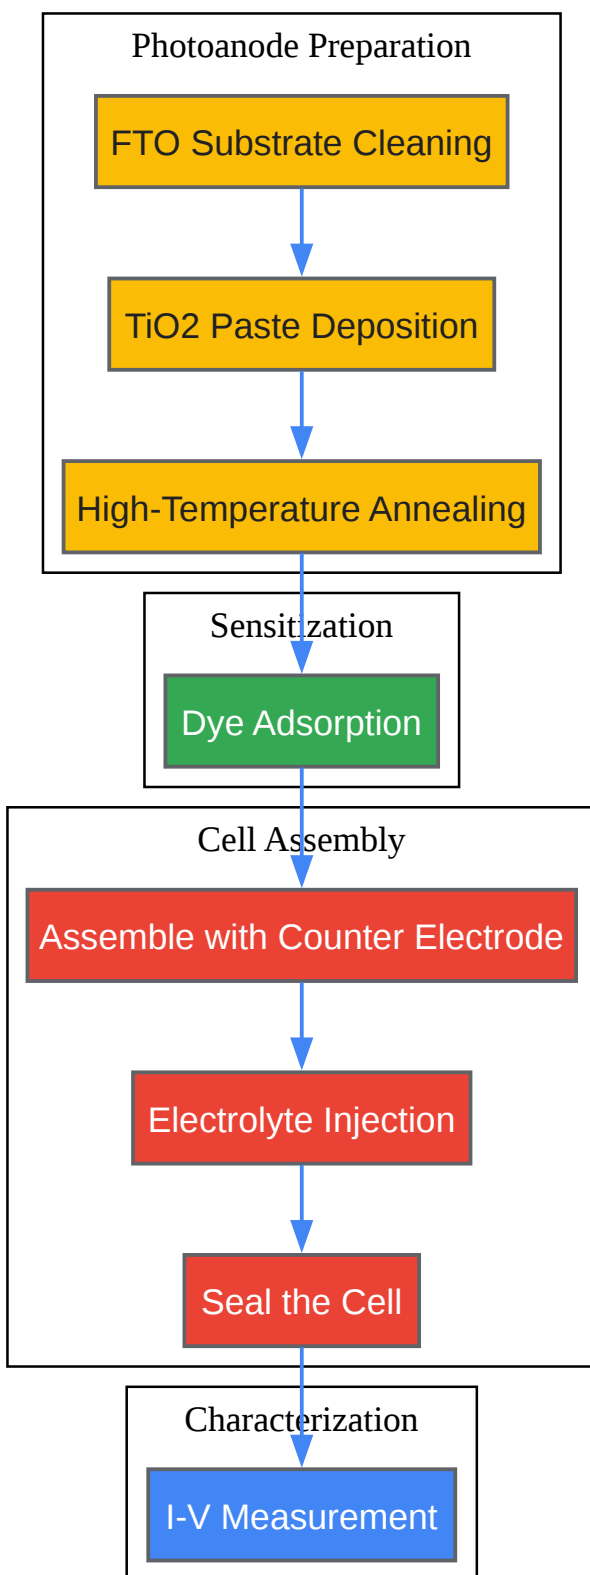 Photoanode Preparation
FTO Substrate Cleaning
TiO2 Paste Deposition
High-Temperature Annealing
Sensitization
Dye Adsorption
Cell Assembly
Assemble with Counter Electrode
Electrolyte Injection
Seal the Cell
Characterization
I-V Measurement